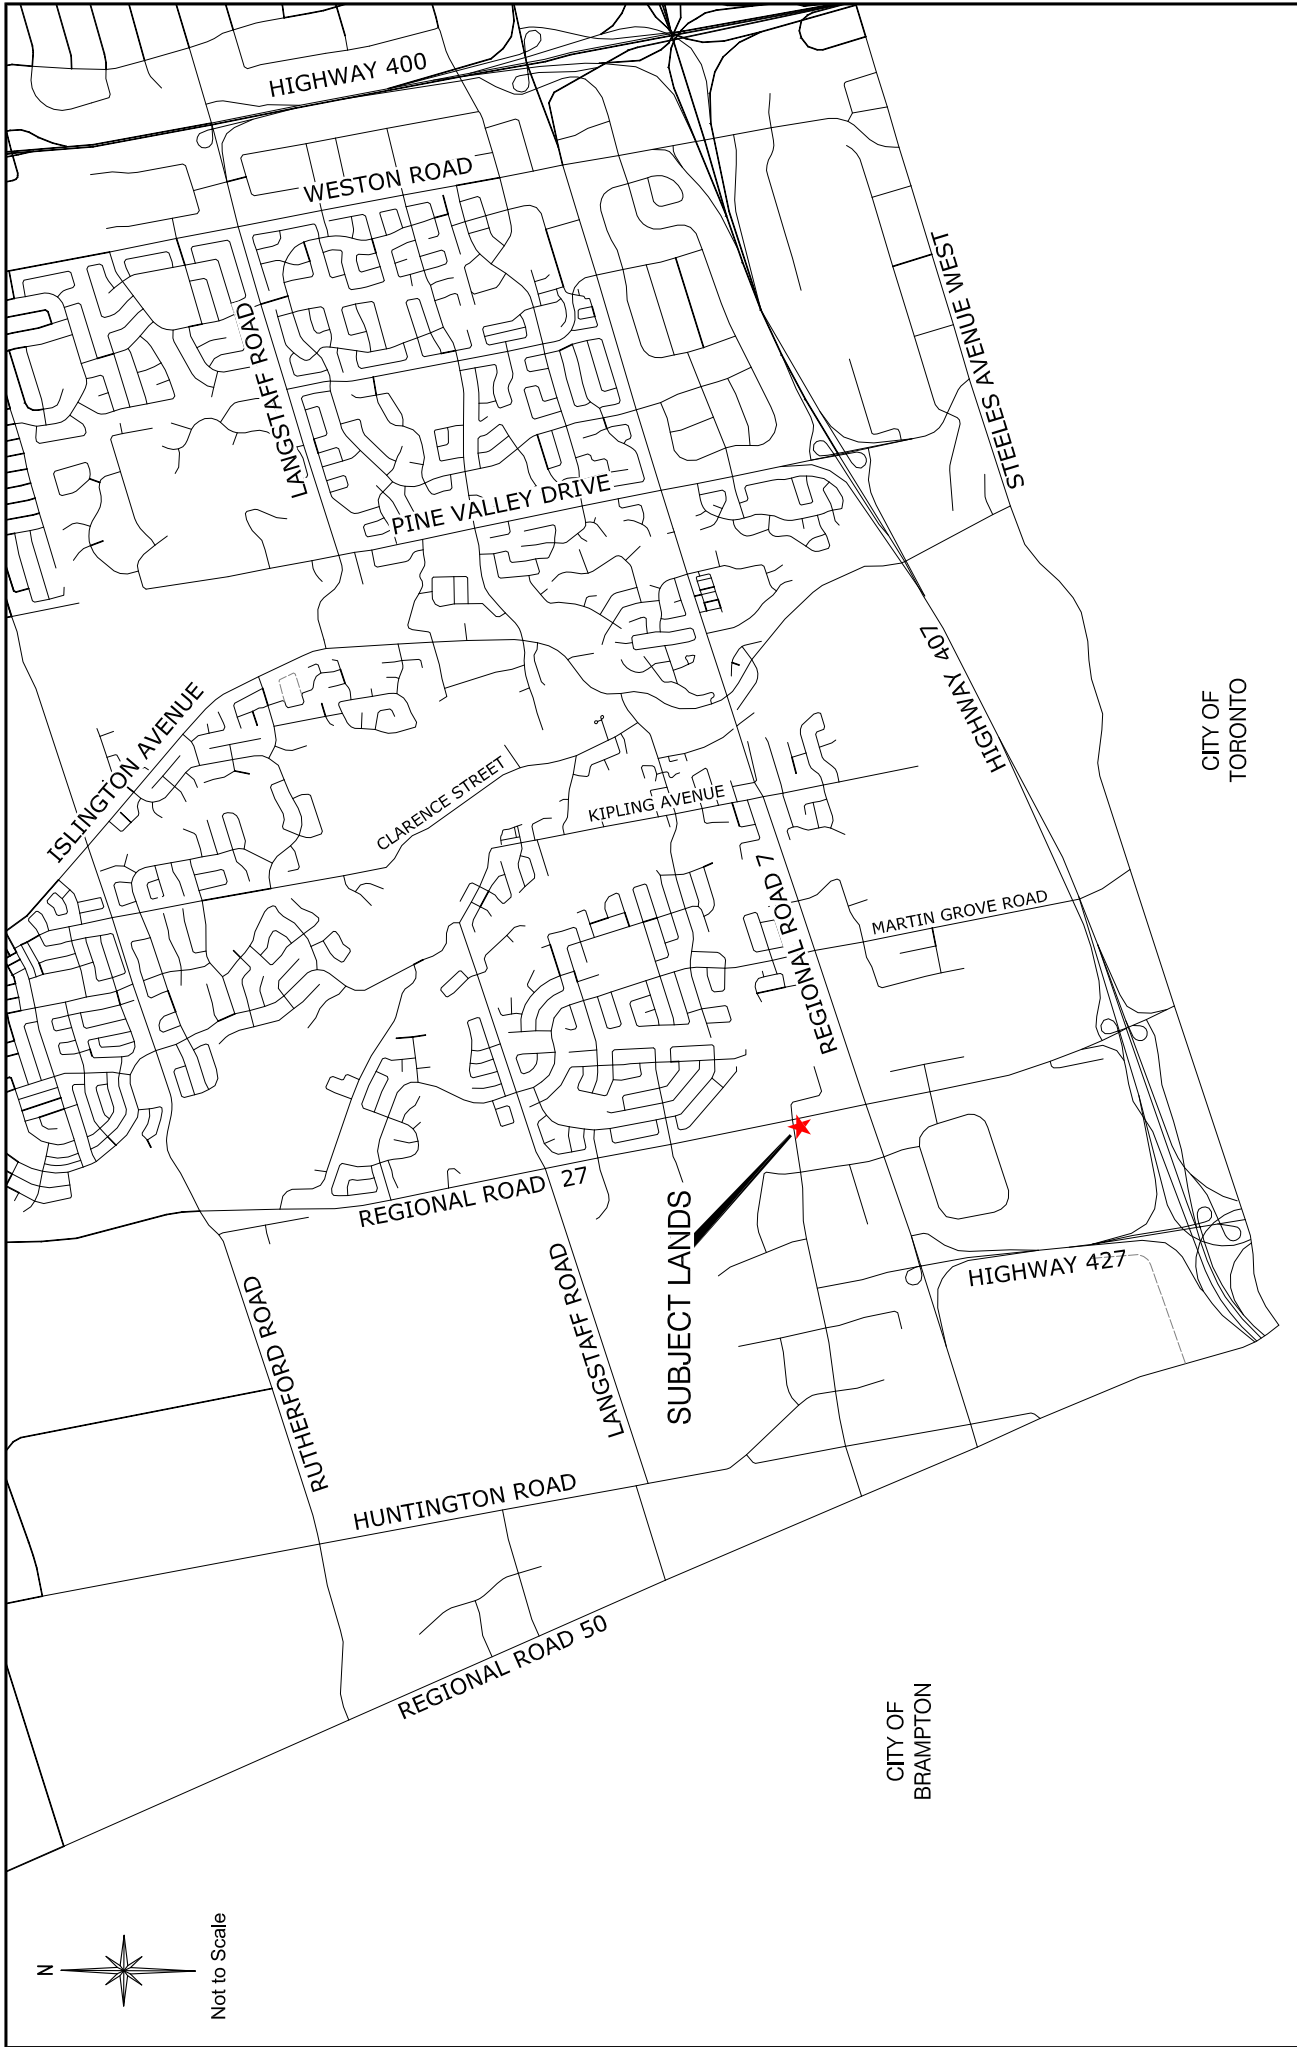 HIGHWAY 400
WESTON ROAD
LANGSTAFF ROAD
STEELES AVENUE WEST
PINE VALLEY DRIVE
HIGHWAY 407
ISLINGTON AVENUE
CITY OF
TORONTO
CLARENCE STREET
KIPLING AVENUE
REGIONAL ROAD 7
MARTIN GROVE ROAD
REGIONAL ROAD 27
SUBJECT LANDS
HIGHWAY 427
RUTHERFORD ROAD
LANGSTAFF ROAD
HUNTINGTON ROAD
REGIONAL ROAD 50
CITY OF
BRAMPTON
N
Not to Scale